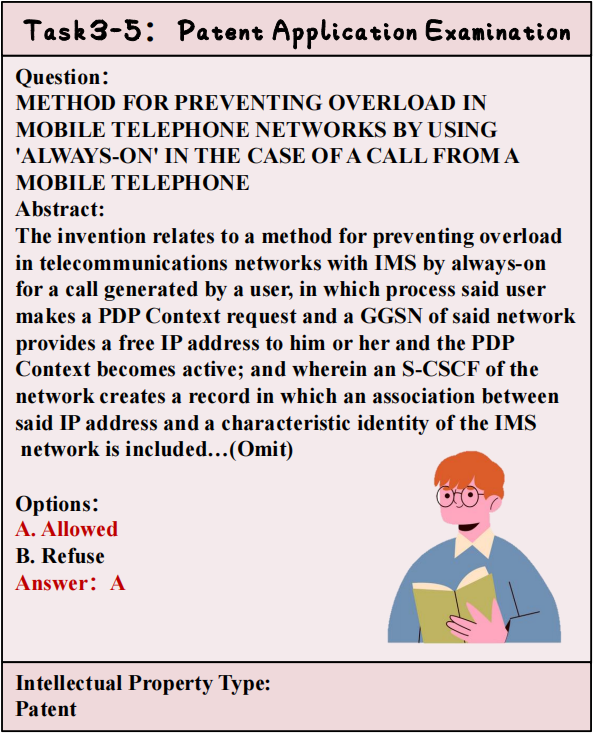 Task3-5: Patent Application Examination
Question:
METHOD FOR PREVENTING OVERLOAD IN
MOBILE TELEPHONE NETWORKS BY USING
'ALWAYS-ON' IN THE CASE OF A CALL FROM A
MOBILE TELEPHONE
Abstract:
The invention relates to a method for preventing overload
in telecommunications networks with IMS by always-on
for a call generated by a user, in which process said user
makes a PDP Context request and a GGSN of said network
provides a free IP address to him or her and the PDP
Context becomes active; and wherein an S-CSCF of the
network creates a record in which an association between
said IP address and a characteristic identity of the IMS
network is included…(Omit)
Options:
A. Allowed
B. Refuse
Answer: A
Intellectual Property Type:
Patent